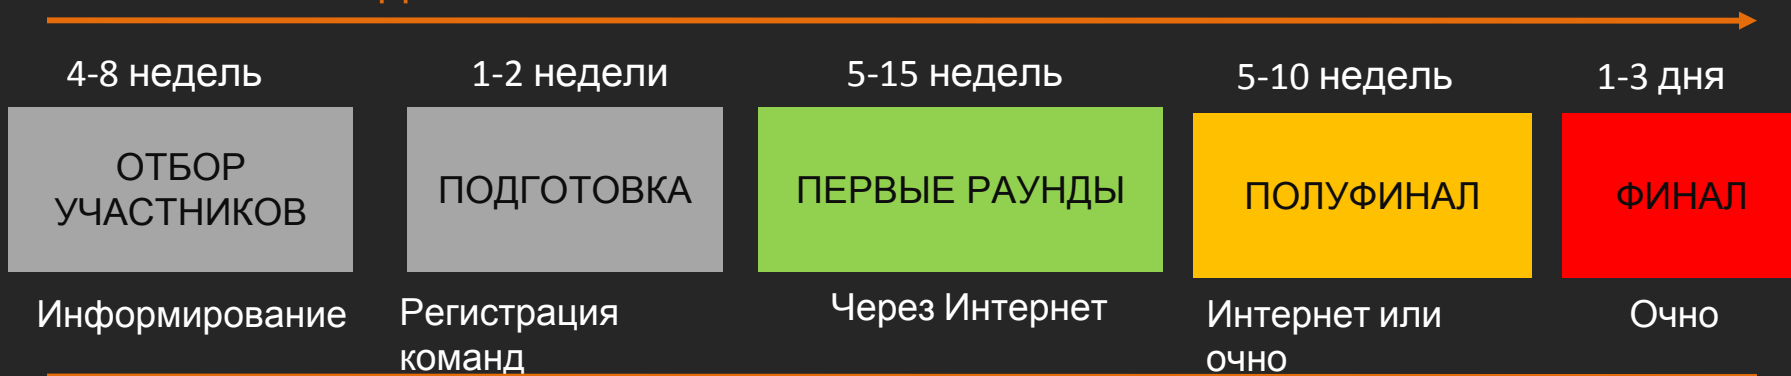 4-8 недель
1-2 недели
5-15 недель
5-10 недель
1-3 дня
ОТБОР
УЧАСТНИКОВ
ПОДГОТОВКА
ПЕРВЫЕ РАУНДЫ
ПОЛУФИНАЛ
ФИНАЛ
Информирование
Регистрация
команд
Через Интернет
Интернет или
очно
Очно